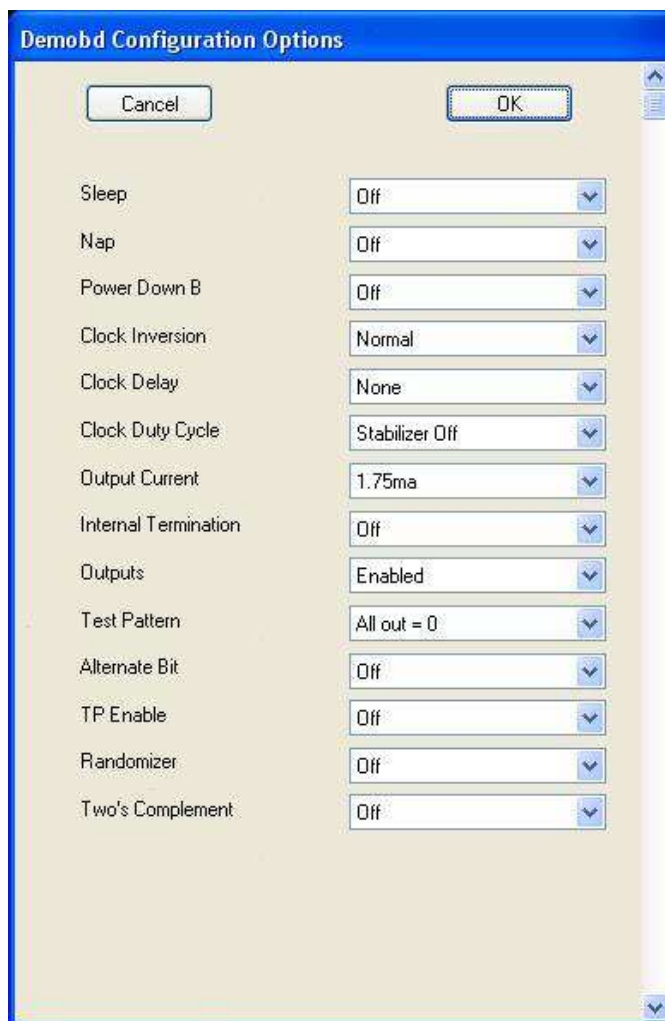 Demobd Configuration Options
Cancel OK
Sleep Off
Nap Off
Power Down B Off
Clock Inversion Normal
Clock Delay None
Clock Duty Cycle Stabilizer Off
Output Current 1.75ma
Internal Termination Off
Outputs Enabled
Test Pattern All out = 0
Alternate Bit Off
TP Enable Off
Randomizer Off
Two's Complement Off